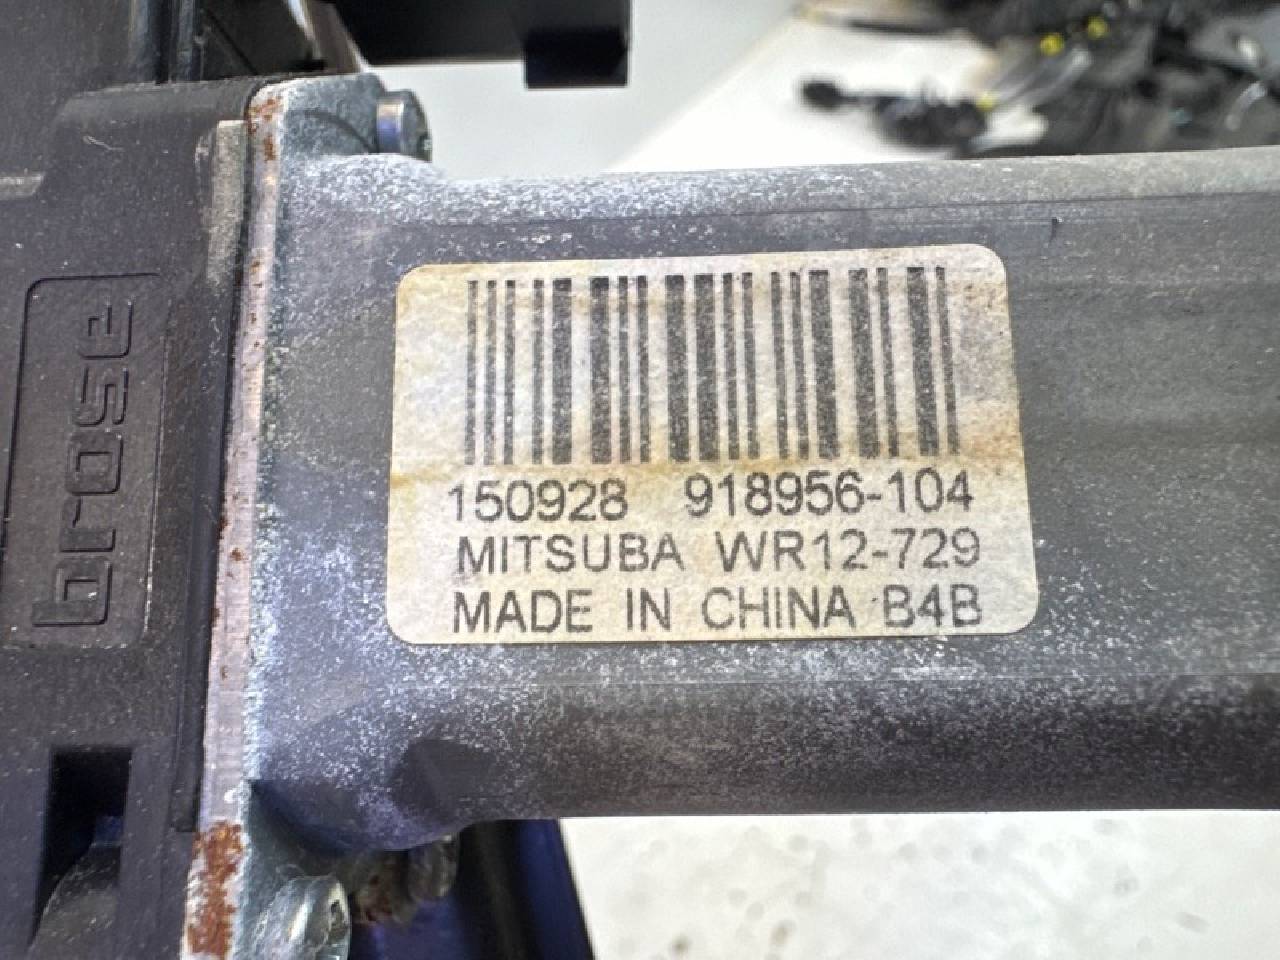 brose
150928 918956-104
MITSUBA WR12-729
MADE IN CHINA B4B